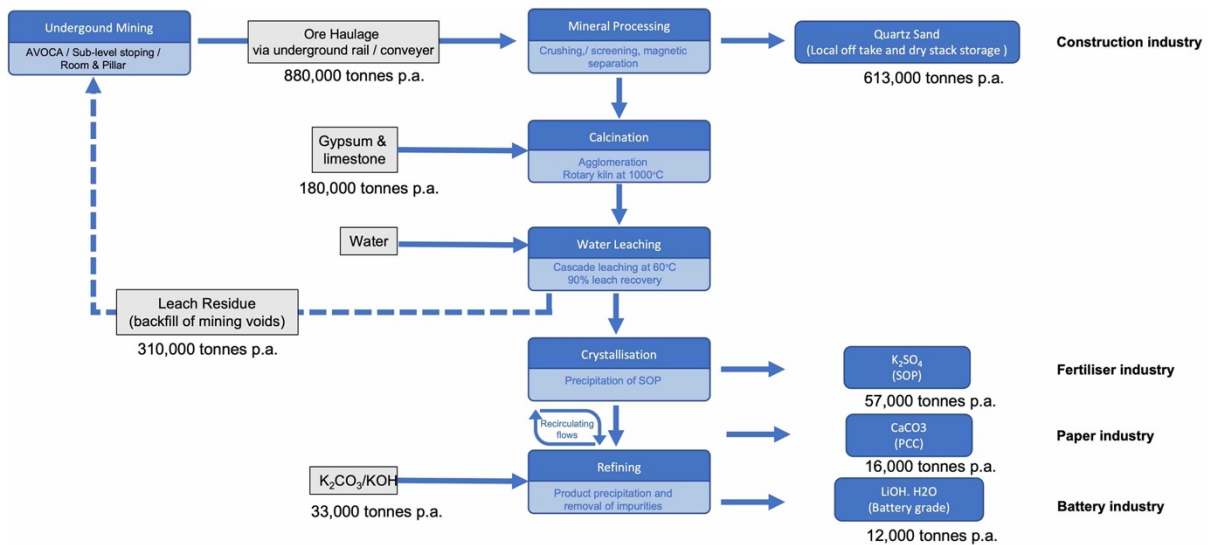 Undergound Mining
AVOCA / Sub-level stoping /
Room & Pillar
Ore Haulage
via underground rail / conveyer
880,000 tonnes p.a.
Mineral Processing
Crushing,/ screening, magnetic
separation
Quartz Sand
(Local off take and dry stack storage )
613,000 tonnes p.a.
Construction industry
Gypsum &
limestone
180,000 tonnes p.a.
Calcination
Agglomeration
Rotary kiln at 1000°C
Water
Water Leaching
Cascade leaching at 60°C
90% leach recovery
Leach Residue
(backfill of mining voids)
310,000 tonnes p.a.
Crystallisation
Precipitation of SOP
K₂SO₄
(SOP)
57,000 tonnes p.a.
Fertiliser industry
Recirculating
flows
CaCO3
(PCC)
16,000 tonnes p.a.
Paper industry
K₂CO₃/KOH
33,000 tonnes p.a.
Refining
Product precipitation and
removal of impurities
LiOH. H2O
(Battery grade)
12,000 tonnes p.a.
Battery industry